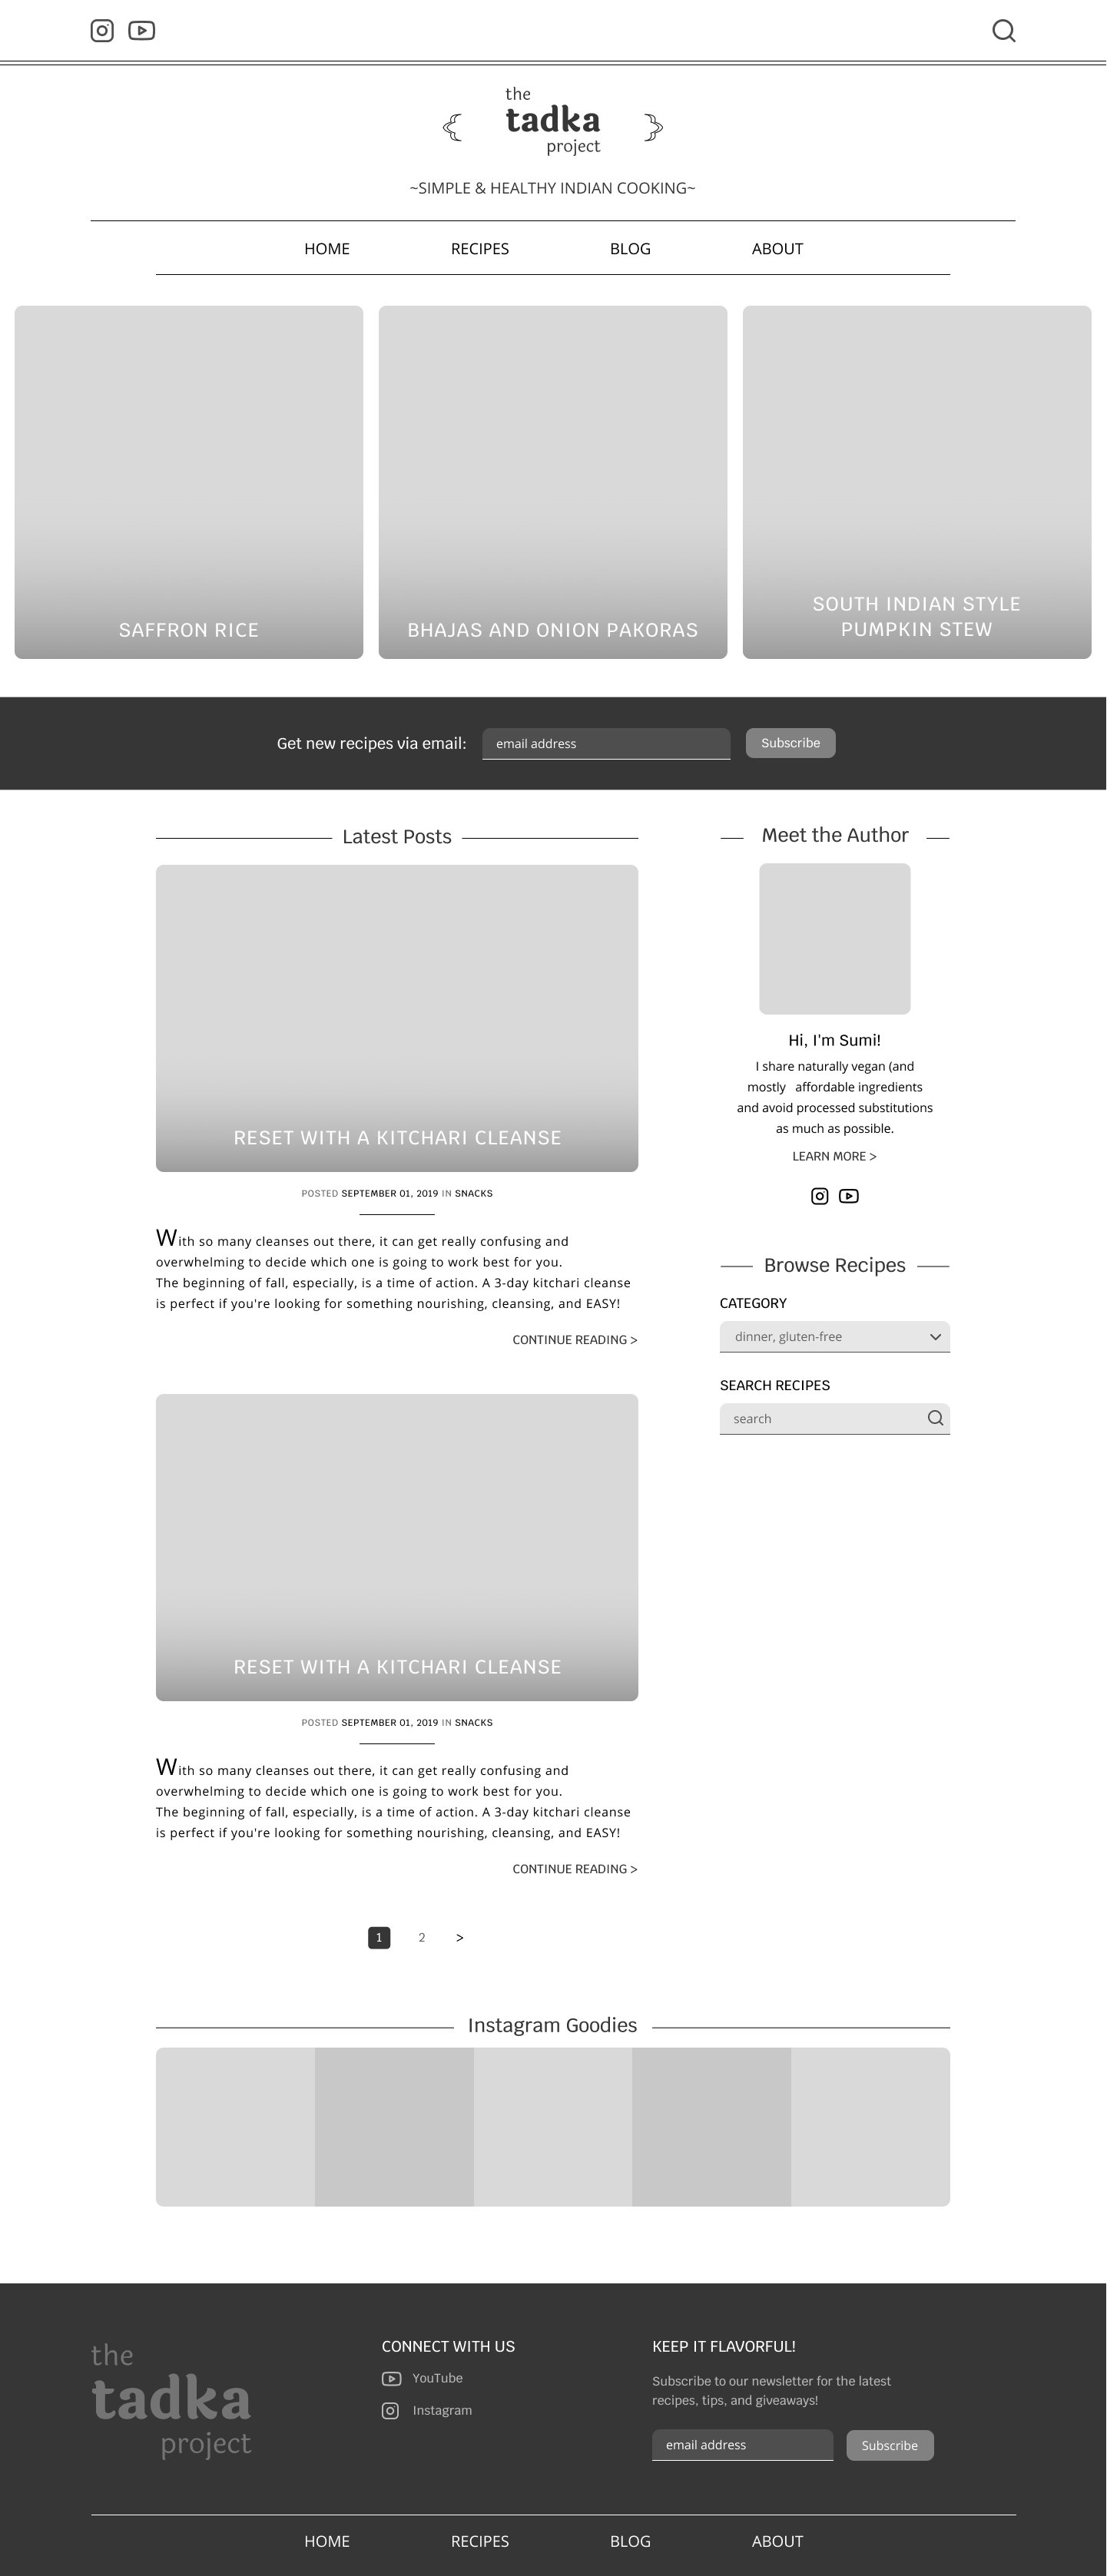 the
tadka
project
~SIMPLE & HEALTHY INDIAN COOKING~
HOME RECIPES BLOG ABOUT
SAFFRON RICE
BHAJAS AND ONION PAKORAS
SOUTH INDIAN STYLE
PUMPKIN STEW
Get new recipes via email: email address Subscribe
Latest Posts
RESET WITH A KITCHARI CLEANSE
POSTED SEPTEMBER 01, 2019 IN SNACKS
With so many cleanses out there, it can get really confusing and
overwhelming to decide which one is going to work best for you.
The beginning of fall, especially, is a time of action. A 3-day kitchari cleanse
is perfect if you're looking for something nourishing, cleansing, and EASY!
CONTINUE READING >
RESET WITH A KITCHARI CLEANSE
POSTED SEPTEMBER 01, 2019 IN SNACKS
With so many cleanses out there, it can get really confusing and
overwhelming to decide which one is going to work best for you.
The beginning of fall, especially, is a time of action. A 3-day kitchari cleanse
is perfect if you're looking for something nourishing, cleansing, and EASY!
CONTINUE READING >
1 2 >
Meet the Author
Hi, I'm Sumi!
I share naturally vegan (and
mostly affordable ingredients
and avoid processed substitutions
as much as possible.
LEARN MORE >
Browse Recipes
CATEGORY
dinner, gluten-free
SEARCH RECIPES
search
Instagram Goodies
the
tadka
project
CONNECT WITH US
YouTube
Instagram
KEEP IT FLAVORFUL!
Subscribe to our newsletter for the latest
recipes, tips, and giveaways!
email address Subscribe
HOME RECIPES BLOG ABOUT